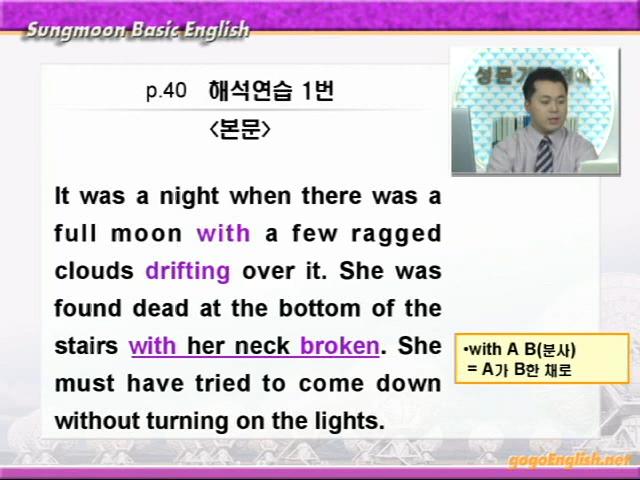 Sungmoon Basic English
p.40 해석연습 1번
<본문>
It was a night when there was a
full moon with a few ragged
clouds drifting over it. She was
found dead at the bottom of the
stairs with her neck broken. She
must have tried to come down
without turning on the lights.
•with A B(분사)
= A가 B한 채로
gogoEnglish.net